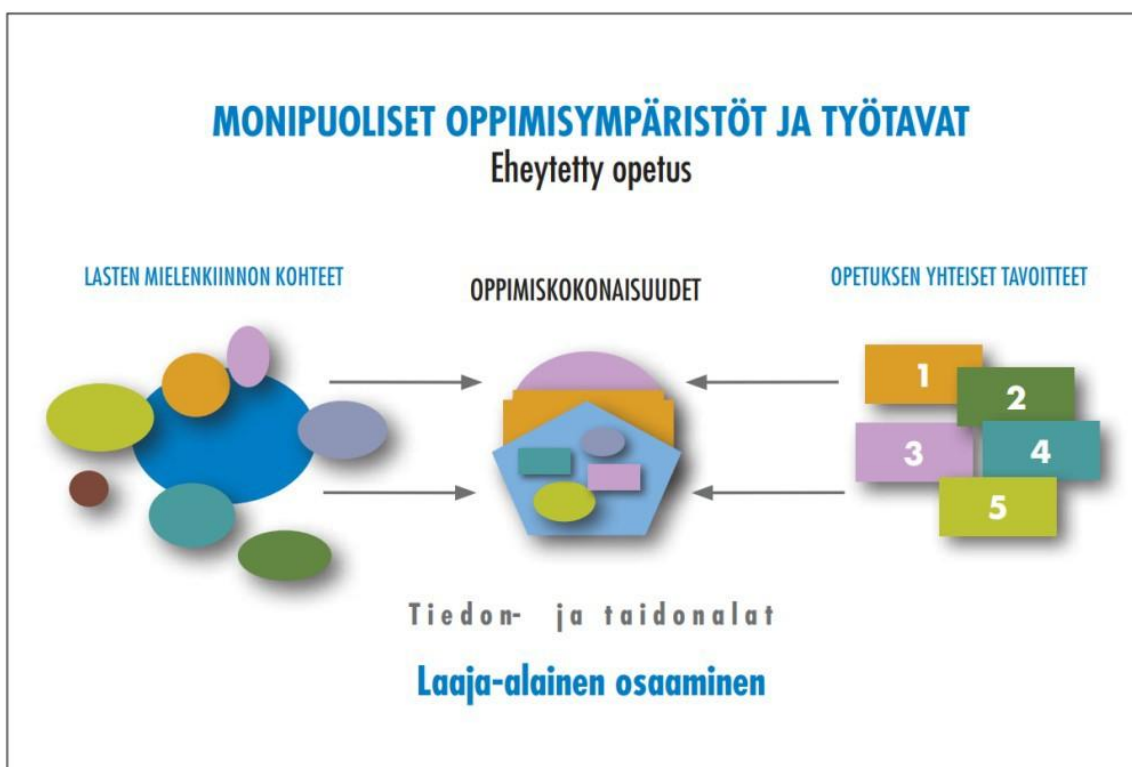 MONIPUOLISET OPPIMISYMPÄRISTÖT JA TYÖTAVAT
Eheytetty opetus
LASTEN MIELENKIINNON KOHTEET
OPPIMISKOKONAISUUDET
OPETUKSEN YHTEISET TAVOITTEET
1
2
3
4
5
Tiedon- ja taidonalat
Laaja-alainen osaaminen